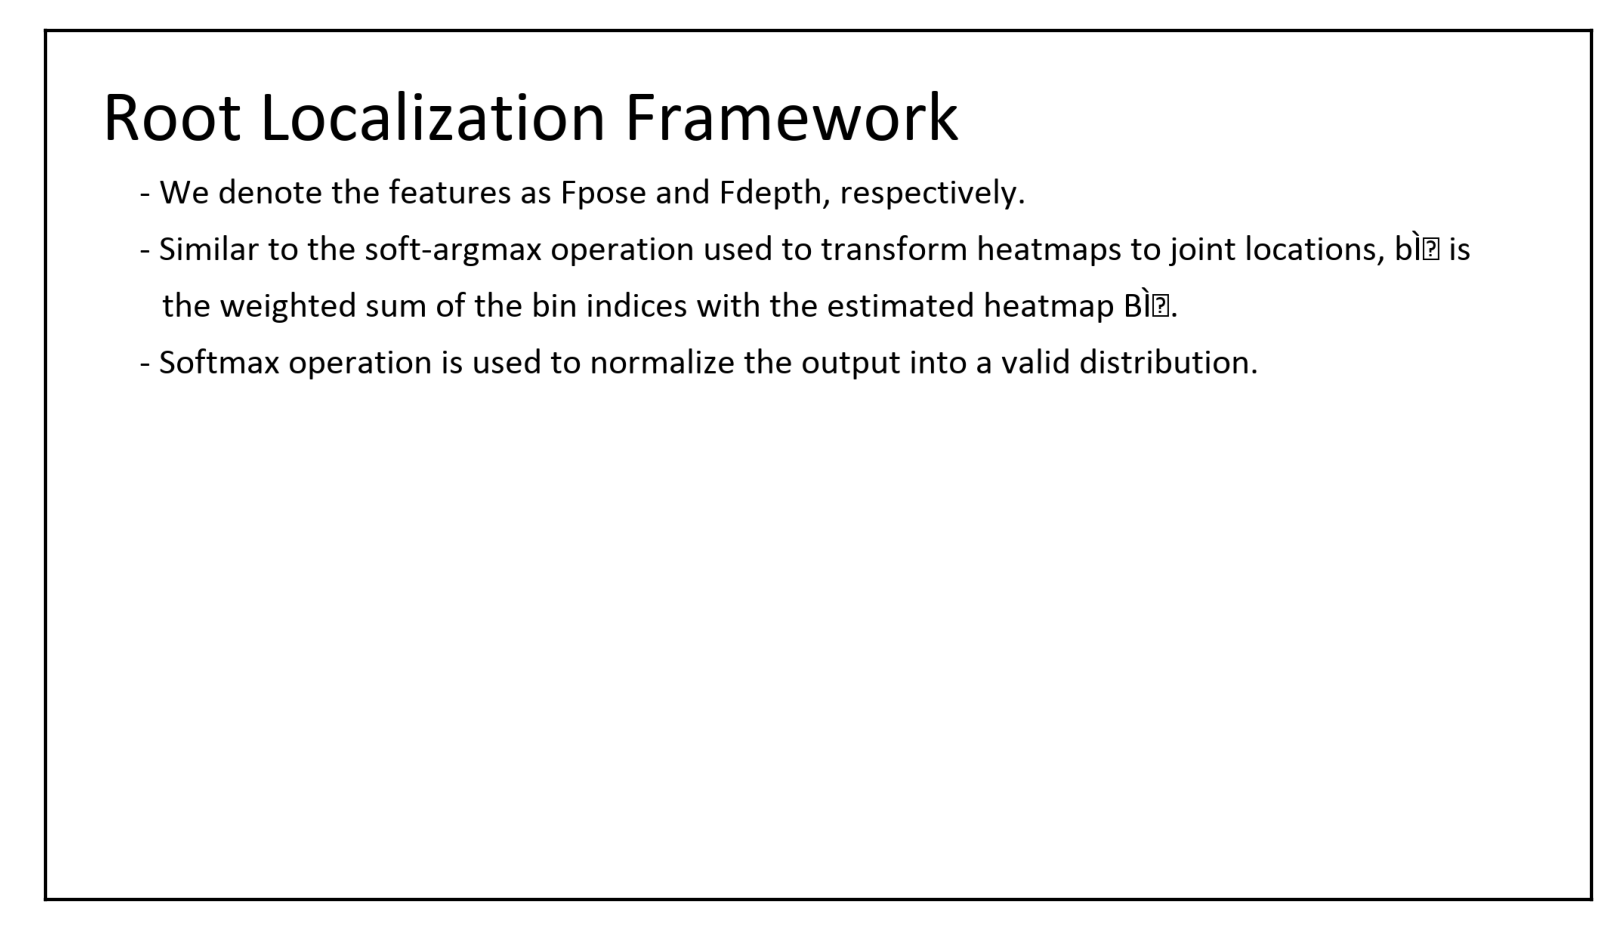 Root Localization Framework
- We denote the features as Fpose and Fdepth, respectively.
- Similar to the soft-argmax operation used to transform heatmaps to joint locations, bÌ� is
the weighted sum of the bin indices with the estimated heatmap BÌ�.
- Softmax operation is used to normalize the output into a valid distribution.